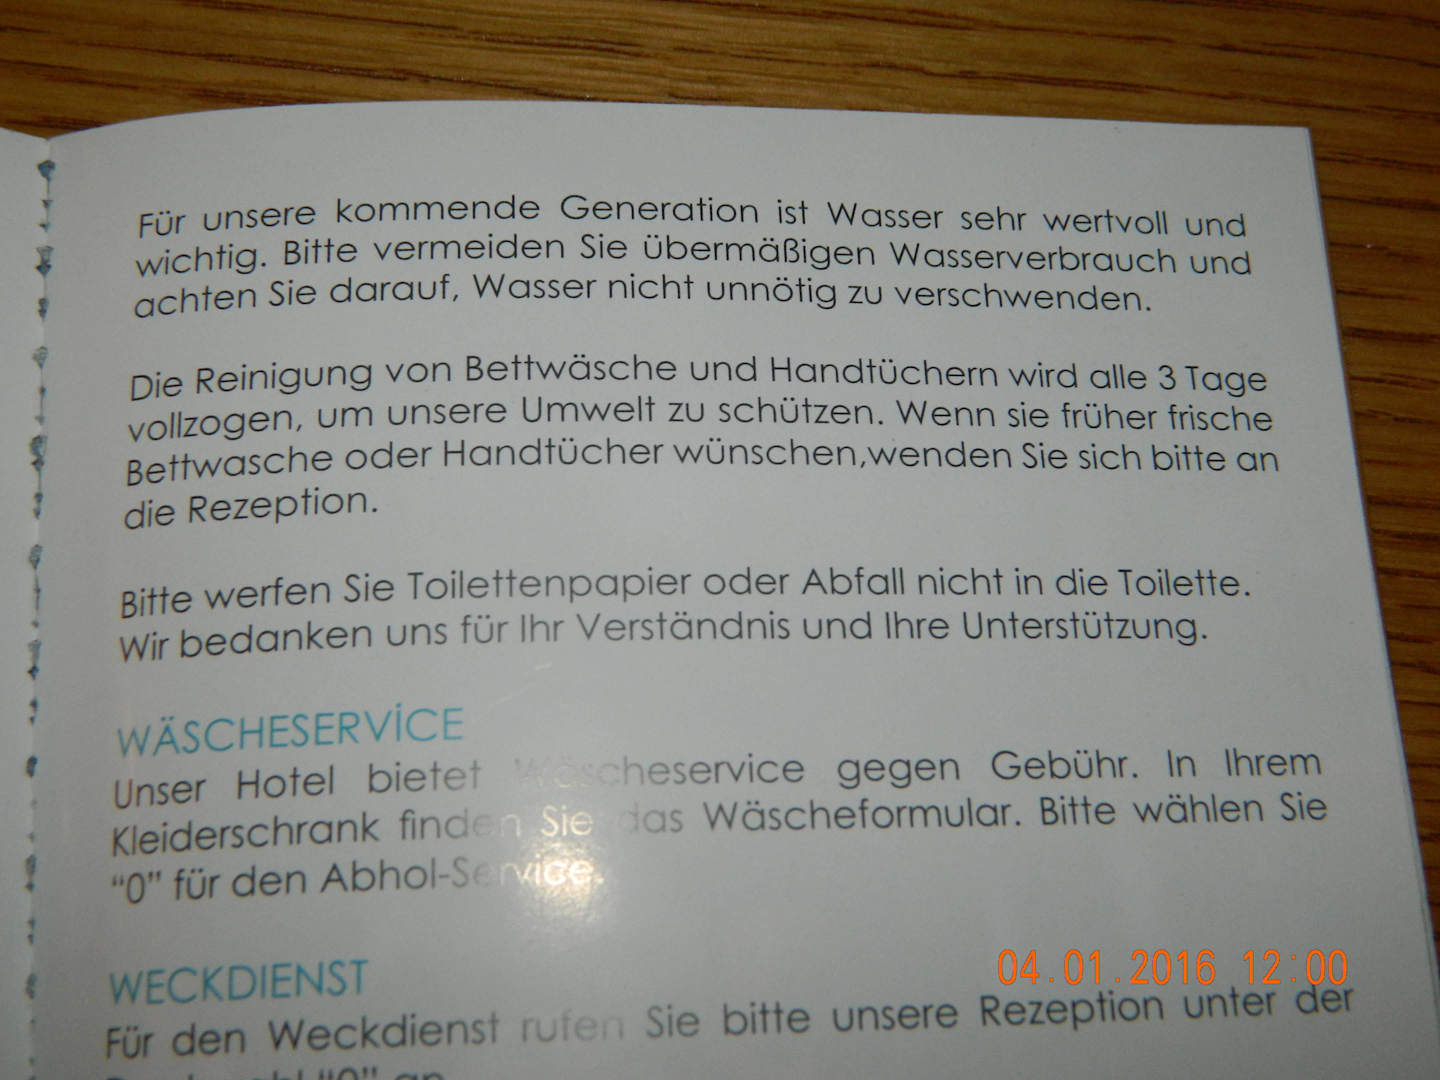 Für unsere kommende Generation ist Wasser sehr wertvoll und
wichtig. Bitte vermeiden Sie übermäßigen Wasserverbrauch und
achten Sie darauf, Wasser nicht unnötig zu verschwenden.
Die Reinigung von Bettwäsche und Handtüchern wird alle 3 Tage
vollzogen, um unsere Umwelt zu schützen. Wenn sie früher frische
Bettwasche oder Handtücher wünschen,wenden Sie sich bitte an
die Rezeption.
Bitte werfen Sie Toilettenpapier oder Abfall nicht in die Toilette.
Wir bedanken uns für Ihr Verständnis und Ihre Unterstützung.
WÄSCHESERVİCE
Unser Hotel bietet Wäscheservice gegen Gebühr. In Ihrem
Kleiderschrank finden Sie das Wäscheformular. Bitte wählen Sie
“0” für den Abhol-Service.
WECKDIENST
Für den Weckdienst rufen Sie bitte unsere Rezeption unter der
"0" an
04.01.2016 12:00